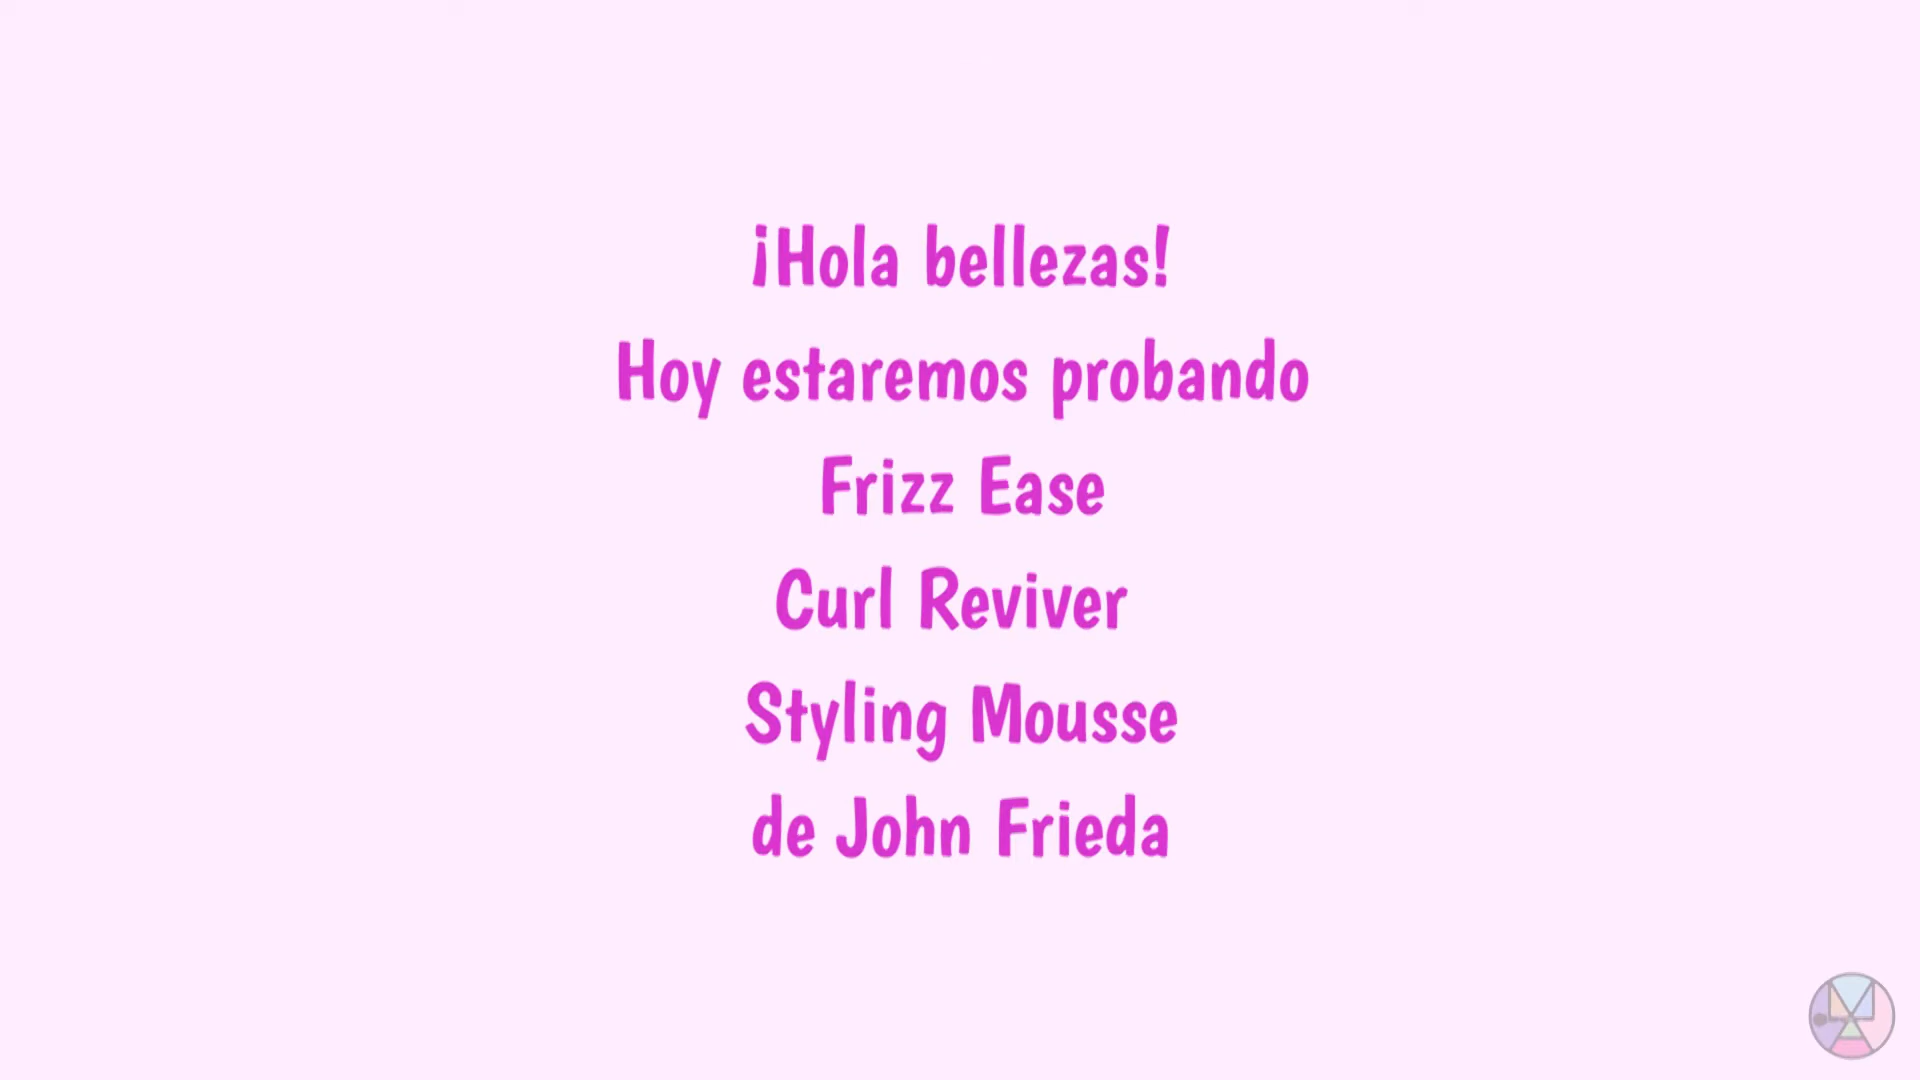 ¡Hola bellezas!
Hoy estaremos probando
Frizz Ease
Curl Reviver
Styling Mousse
de John Frieda